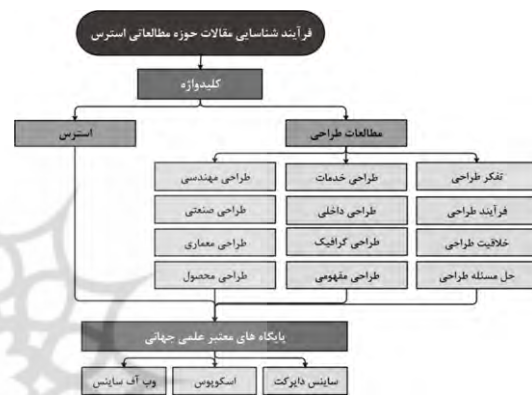 فرآیند شناسایی مقالات حوزه مطالعاتی استرس
کلیدواژه
مطالعات طراحی
استرس
تفکر طراحی
طراحی خدمات
طراحی مهندسی
فرآیند طراحی
طراحی داخلی
طراحی صنعتی
خلاقیت طراحی
طراحی گرافیک
طراحی معماری
حل مسئله طراحی
طراحی مفهومی
طراحی محصول
پایگاه های معتبر علمی جهانی
ساینس دایرکت
اسکوپوس
وب آف ساینس